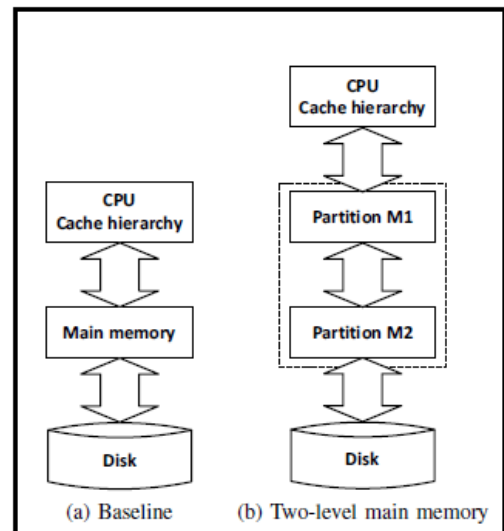 CPU
Cache hierarchy
Main memory
Disk
(a) Baseline
CPU
Cache hierarchy
Partition M1
Partition M2
Disk
(b) Two-level main memory